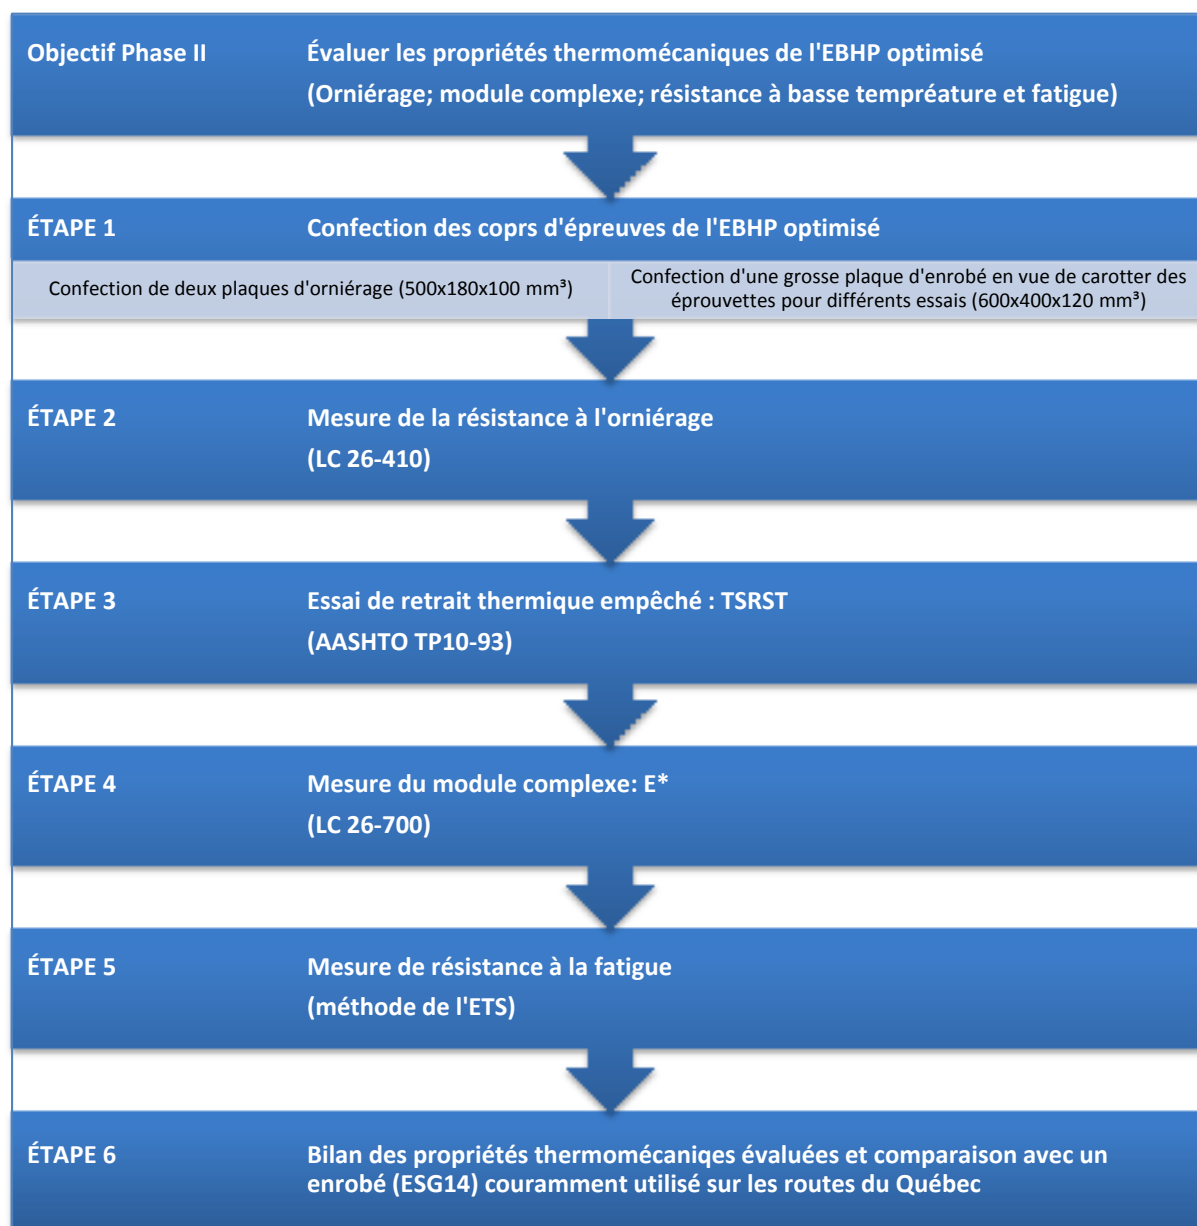 Objectif Phase II
Évaluer les propriétés thermomécaniques de l'EBHP optimisé
(Orniérage; module complexe; résistance à basse tempréature et fatigue)
ÉTAPE 1
Confection des coprs d'épreuves de l'EBHP optimisé
Confection de deux plaques d'orniérage (500x180x100 mm³)
Confection d'une grosse plaque d'enrobé en vue de carotter des
éprouvettes pour différents essais (600x400x120 mm³)
ÉTAPE 2
Mesure de la résistance à l'orniérage
(LC 26-410)
ÉTAPE 3
Essai de retrait thermique empêché : TSRST
(AASHTO TP10-93)
ÉTAPE 4
Mesure du module complexe: E*
(LC 26-700)
ÉTAPE 5
Mesure de résistance à la fatigue
(méthode de l'ETS)
ÉTAPE 6
Bilan des propriétés thermomécaniqes évaluées et comparaison avec un
enrobé (ESG14) couramment utilisé sur les routes du Québec